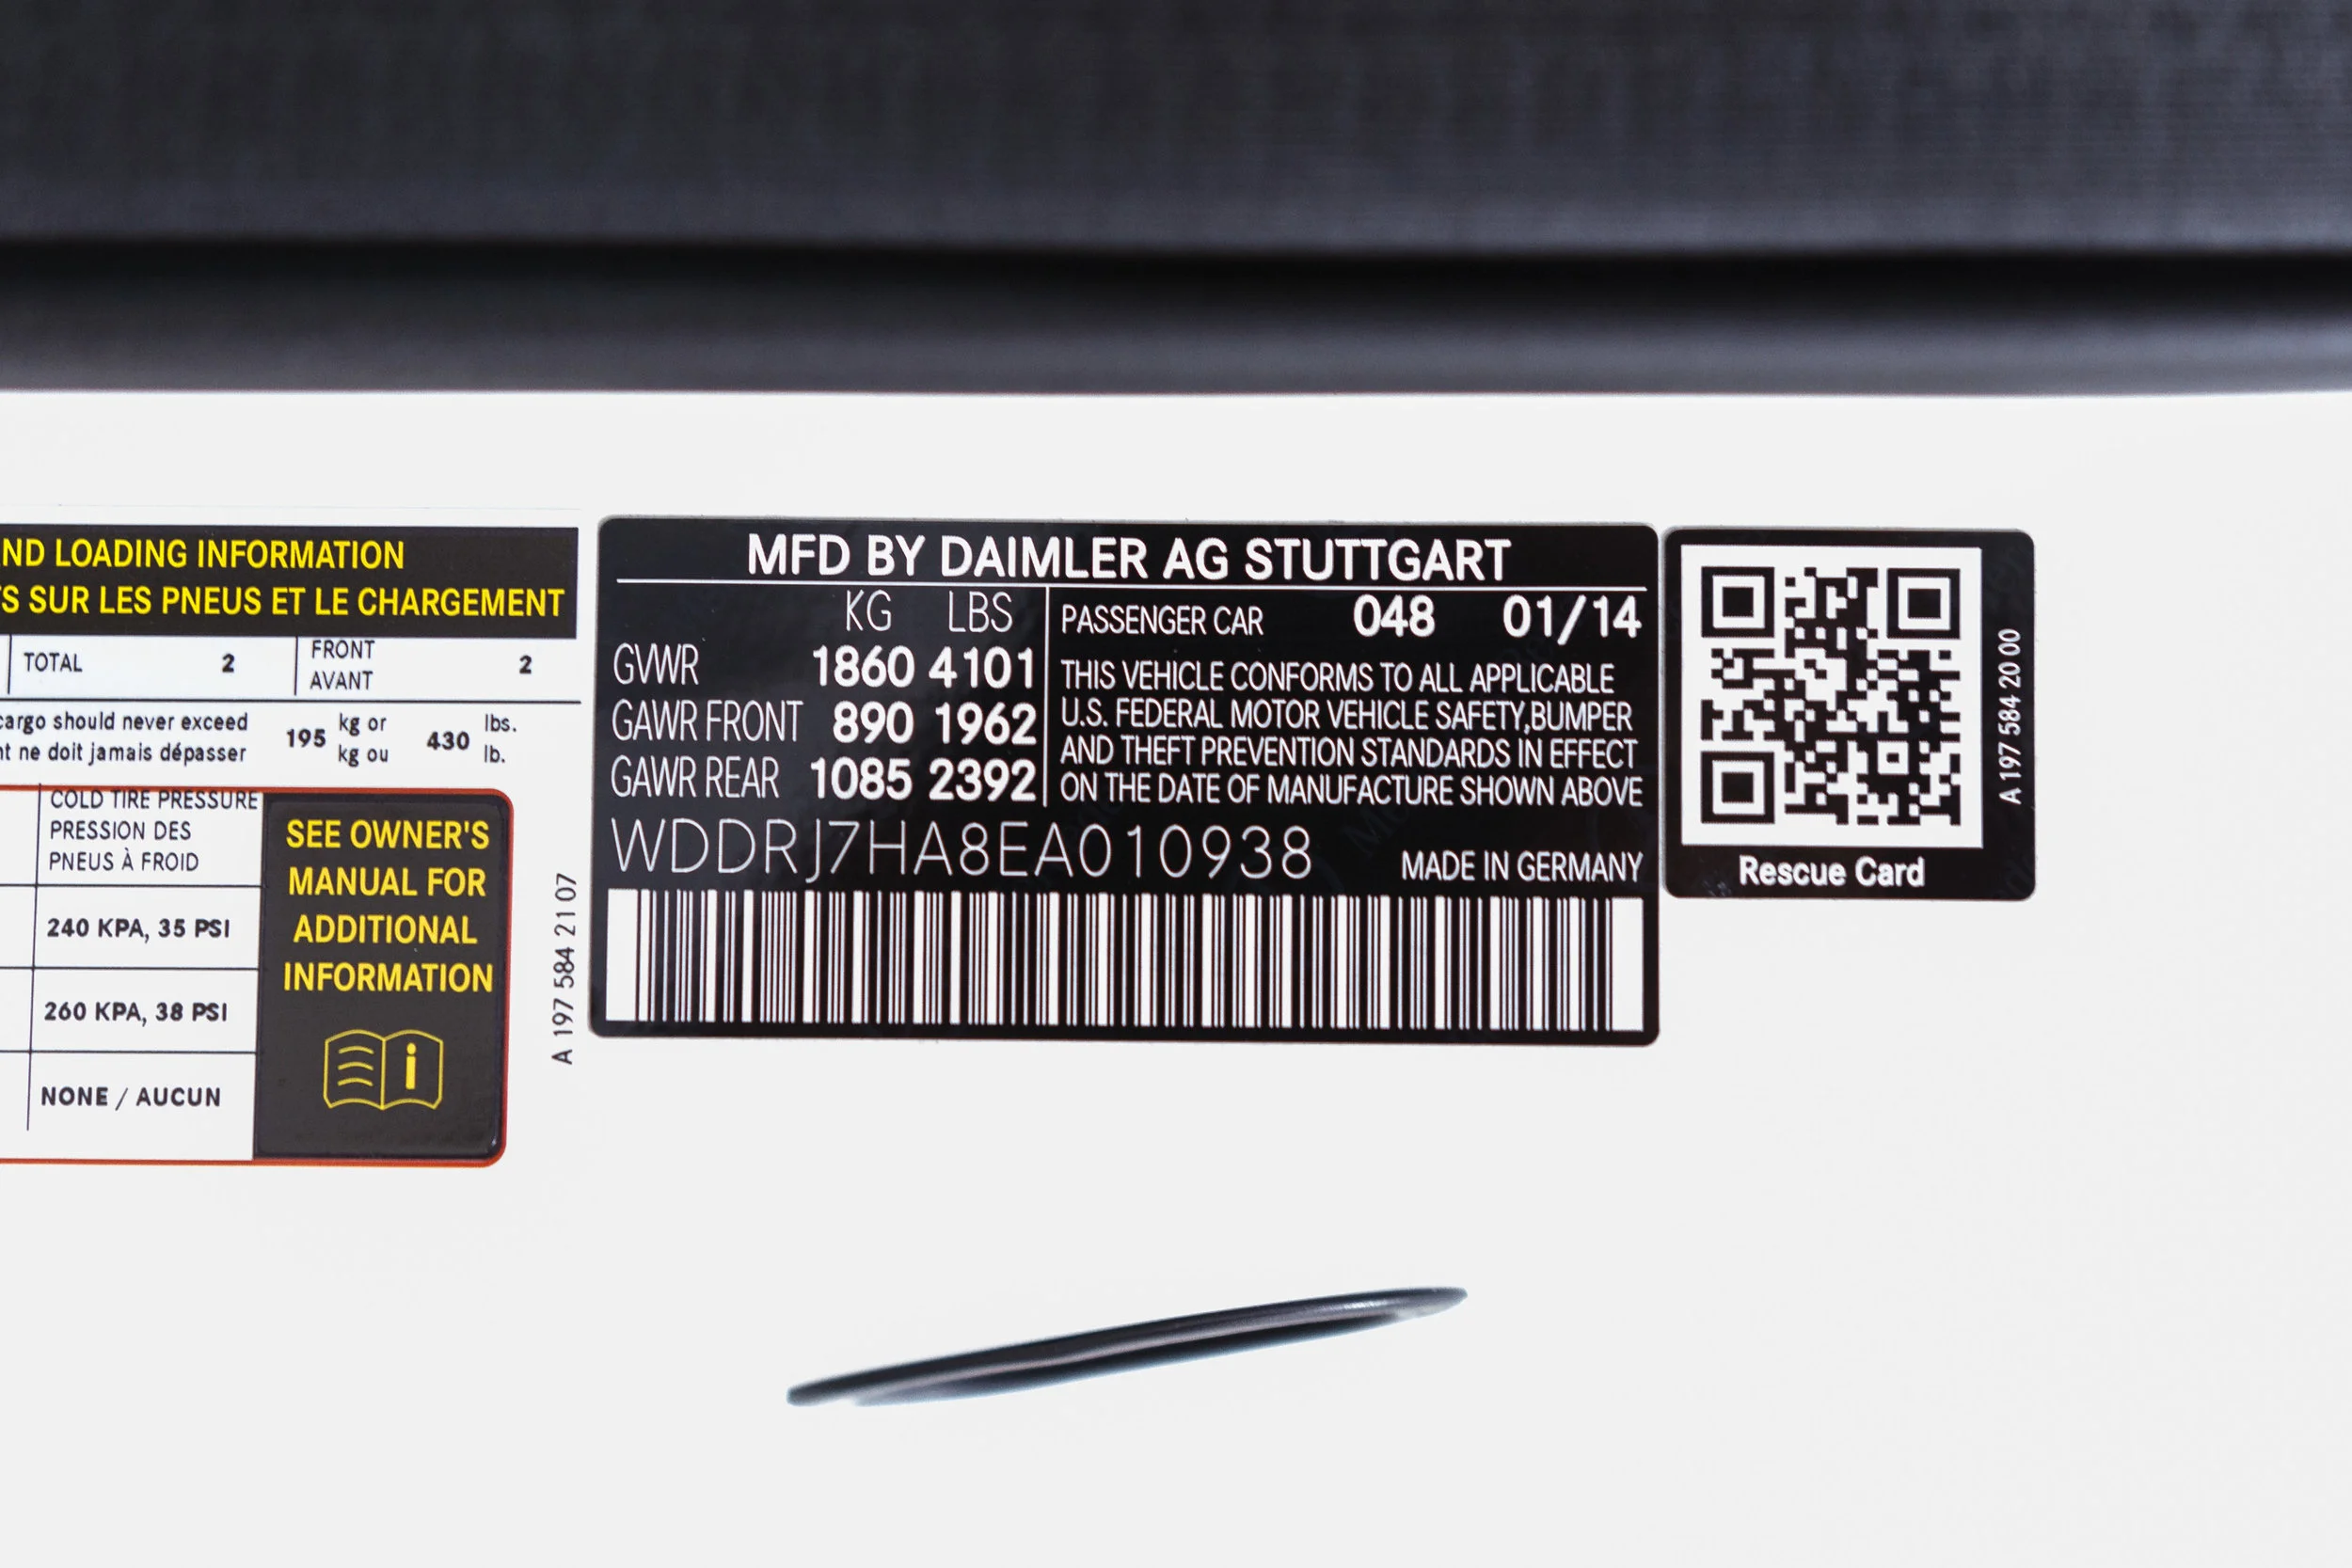 ND LOADING INFORMATION
S SUR LES PNEUS ET LE CHARGEMENT
TOTAL 2 FRONT 2
AVANT
cargo should never exceed 195 kg or 430 lbs.
ne doit jamais dépasser kg ou lb.
COLD TIRE PRESSURE
PRESSION DES
PNEUS À FROID
240 KPA, 35 PSI
260 KPA, 38 PSI
NONE / AUCUN
SEE OWNER'S
MANUAL FOR
ADDITIONAL
INFORMATION
A 197 584 21 07
MFD BY DAIMLER AG STUTTGART
KG LBS
GVWR 1860 4101
GAWR FRONT 890 1962
GAWR REAR 1085 2392
PASSENGER CAR 048 01/14
THIS VEHICLE CONFORMS TO ALL APPLICABLE
U.S. FEDERAL MOTOR VEHICLE SAFETY,BUMPER
AND THEFT PREVENTION STANDARDS IN EFFECT
ON THE DATE OF MANUFACTURE SHOWN ABOVE
WDDRJ7HA8EA010938 MADE IN GERMANY
Rescue Card
A 197 584 20 00